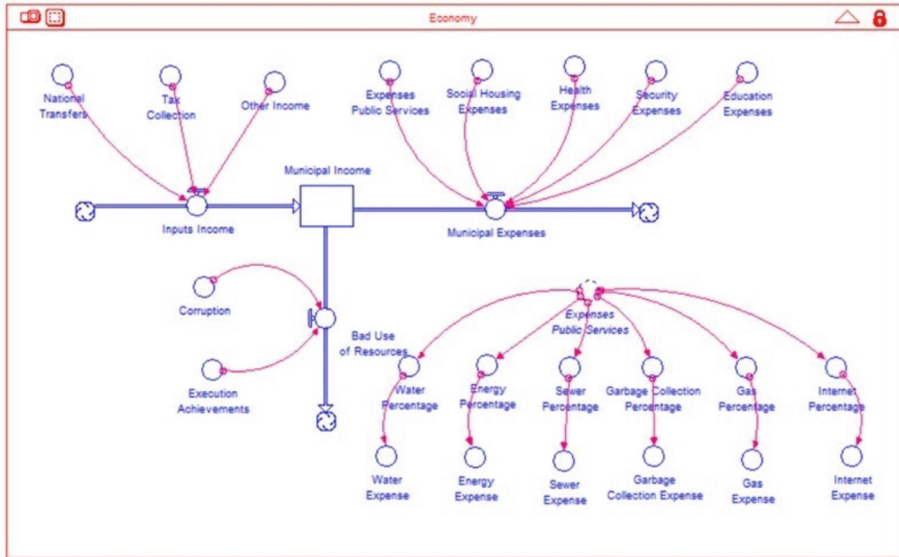 Economy
National
Transfers
Tax
Collection
Other Income
Expenses
Public Services
Social Housing
Expenses
Health
Expenses
Security
Expenses
Education
Expenses
Municipal Income
Inputs Income
Municipal Expenses
Corruption
Bad Use
of Resources
Execution
Achievements
Expenses
Public Services
Water
Percentage
Energy
Percentage
Sewer
Percentage
Garbage Collection
Percentage
Gas
Percentage
Internet
Percentage
Water
Expense
Energy
Expense
Sewer
Expense
Garbage
Collection Expense
Gas
Expense
Internet
Expense